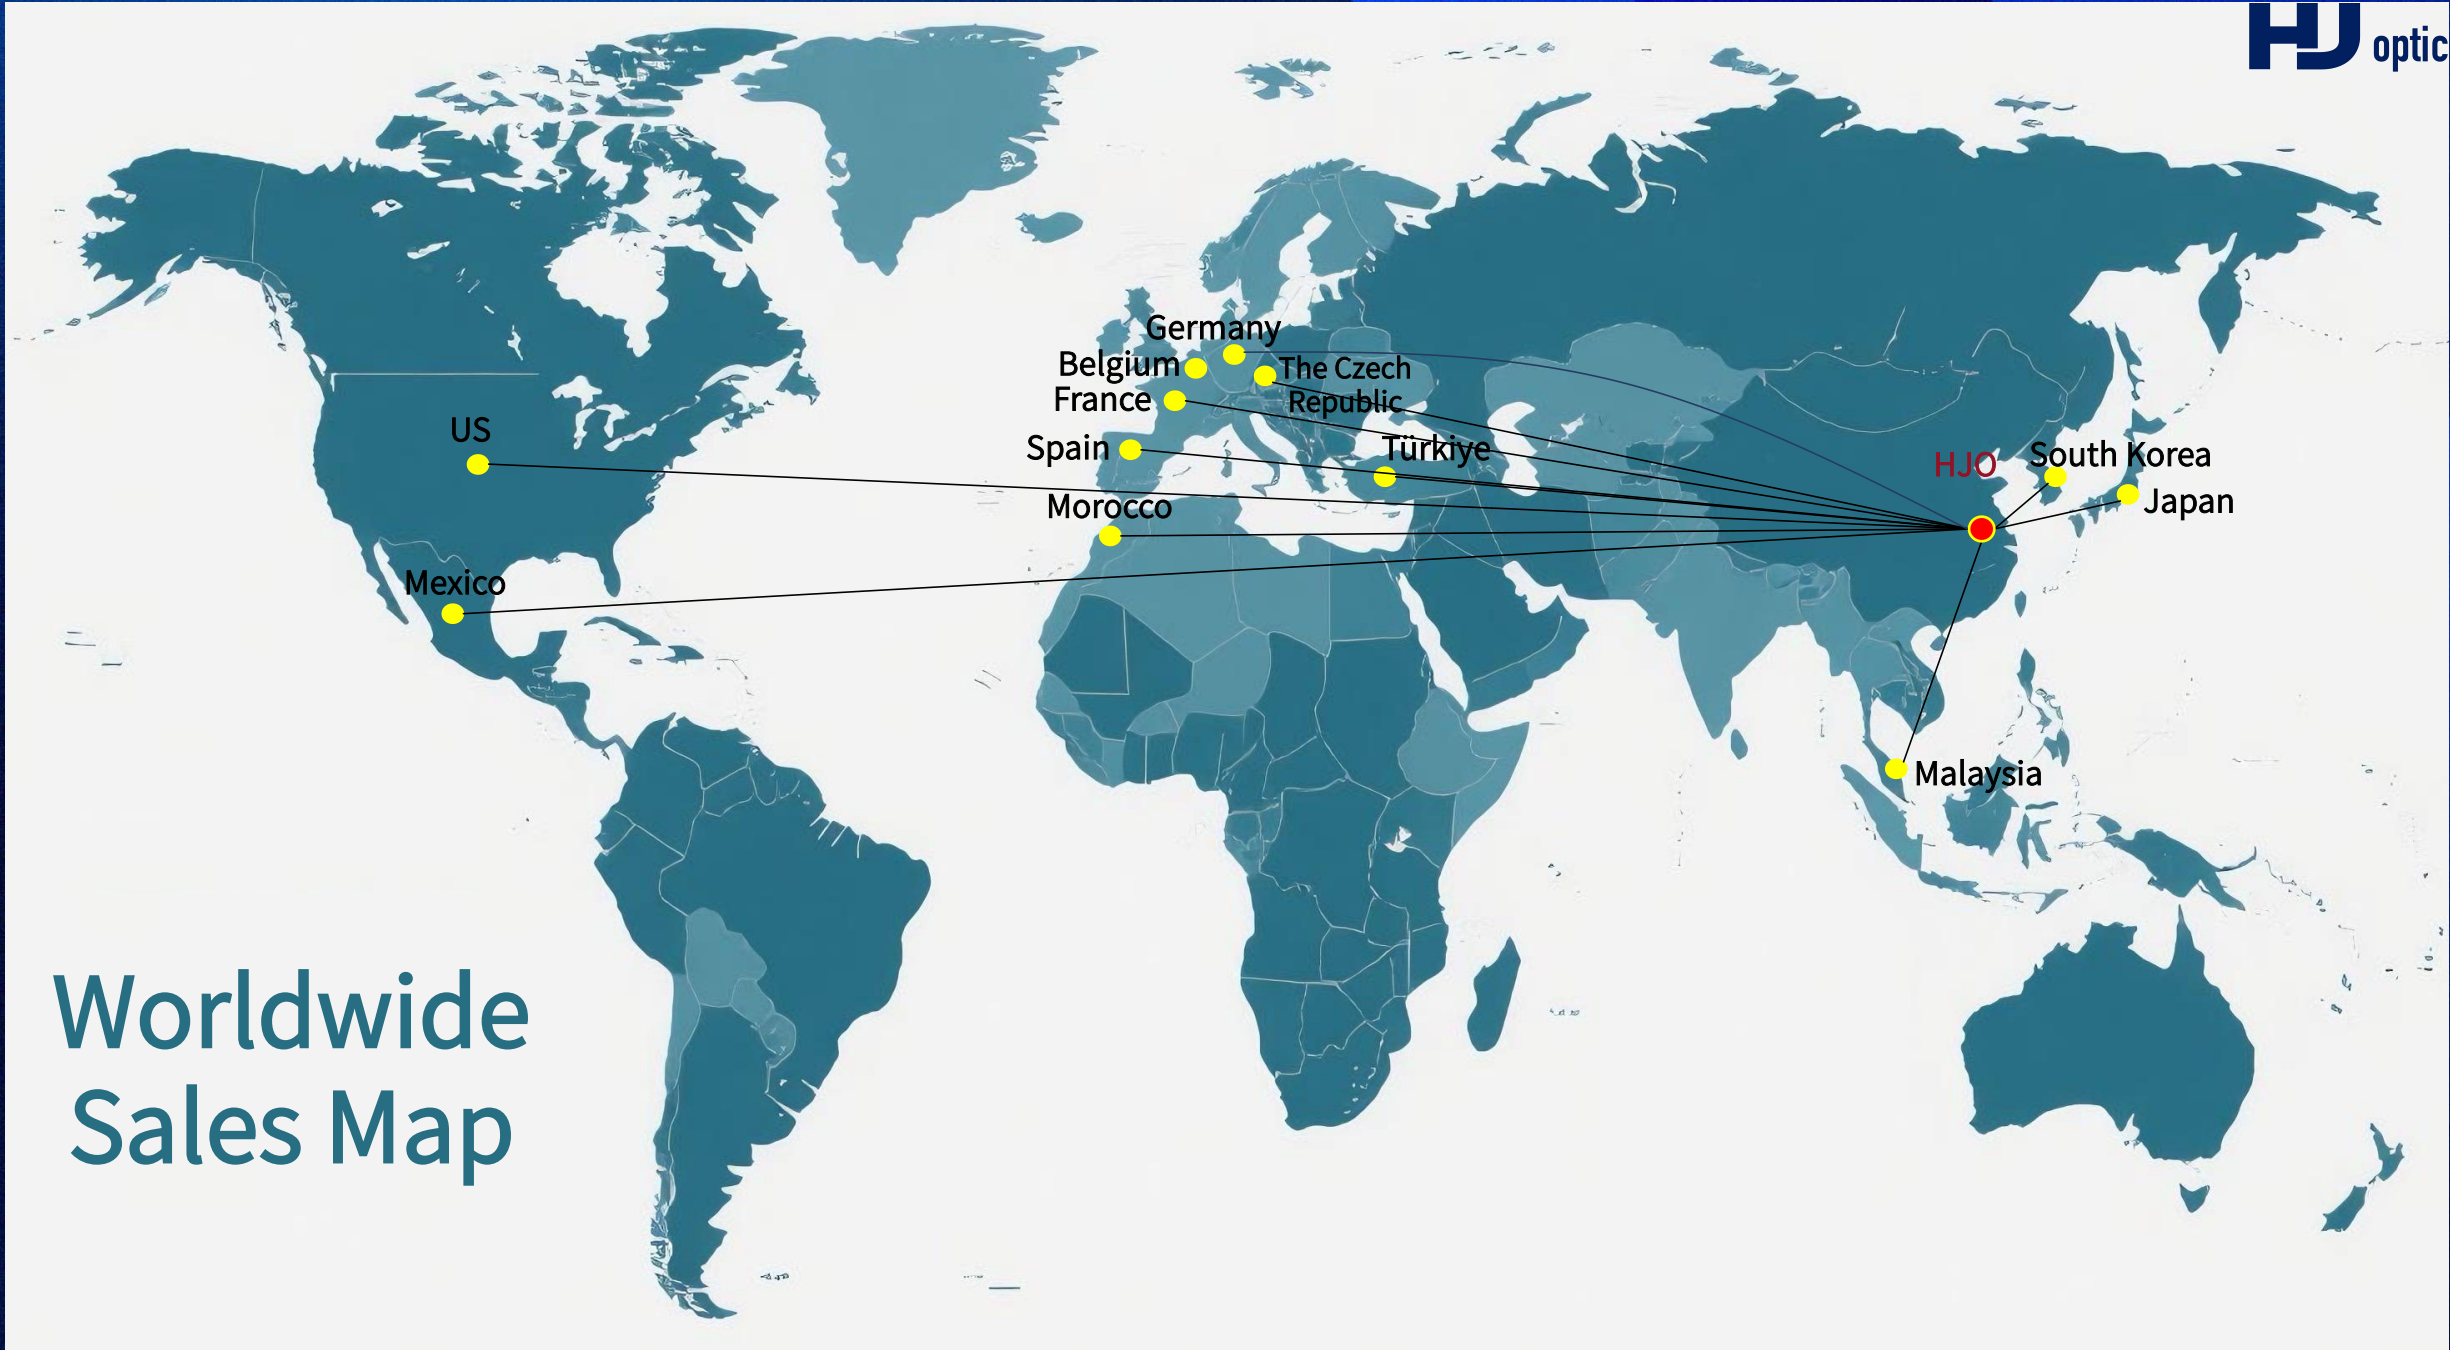 HJ optic
Germany
Belgium
The Czech
Republic
France
US
Spain
Türkiye
HJO
South Korea
Japan
Morocco
Mexico
Malaysia
Worldwide
Sales Map